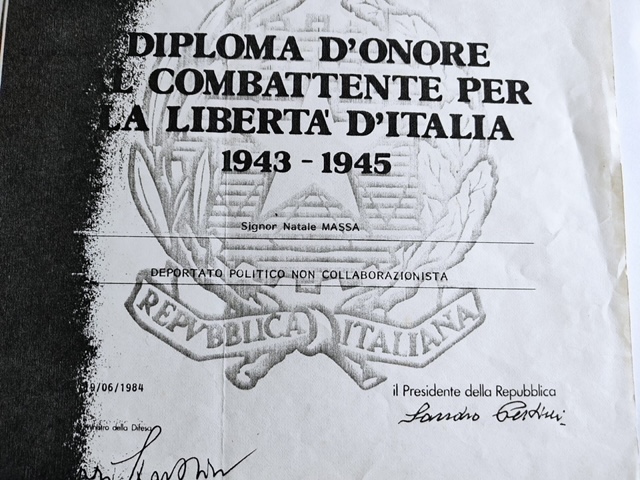 DIPLOMA D'ONORE
AL COMBATTENTE PER
LA LIBERTA' D'ITALIA
1943 - 1945
Signor Natale MASSA
DEPORTATO POLITICO NON COLLABORAZIONISTA
REPVBBLICA ITALIANA
9/06/1984
il Presidente della Repubblica
Sandro Pertini
della Difesa